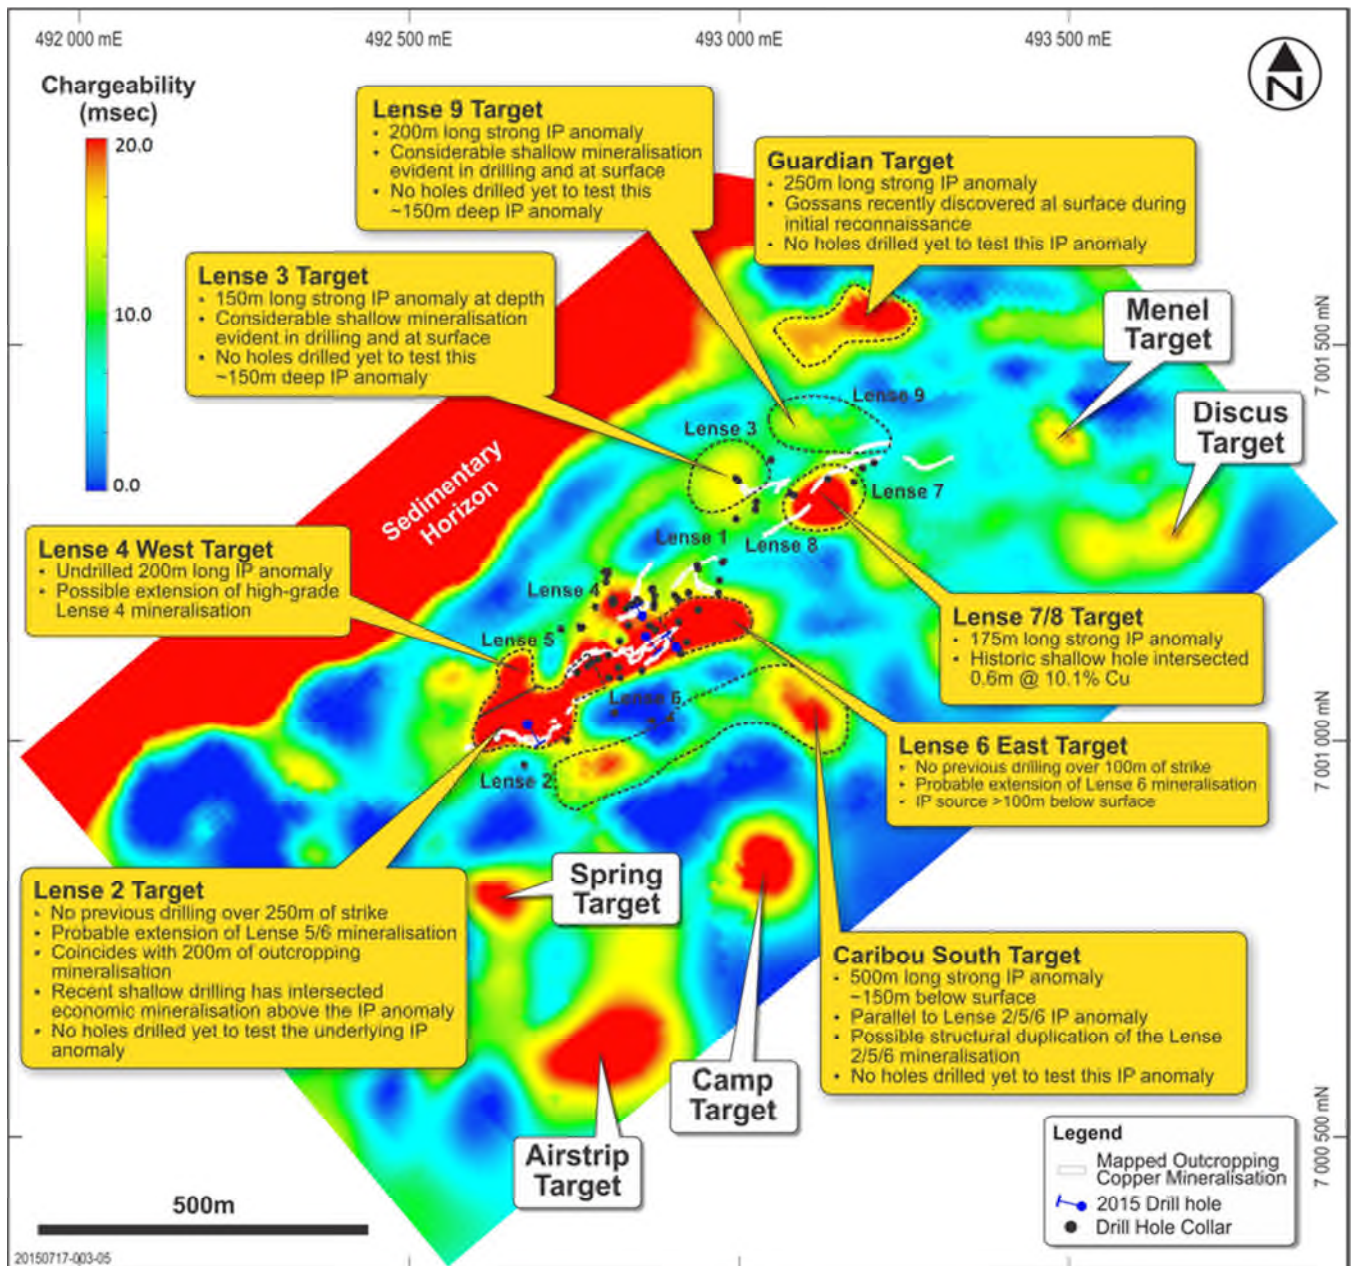 492 000 mE
492 500 mE
493 000 mE
493 500 mE
N
Chargeability
(msec)
20.0
10.0
0.0
Lense 9 Target
• 200m long strong IP anomaly
• Considerable shallow mineralisation
evident in drilling and at surface
• No holes drilled yet to test this
~150m deep IP anomaly
Guardian Target
• 250m long strong IP anomaly
• Gossans recently discovered at surface during
initial reconnaissance
• No holes drilled yet to test this IP anomaly
Lense 3 Target
• 150m long strong IP anomaly at depth
• Considerable shallow mineralisation
evident in drilling and at surface
• No holes drilled yet to test this
~150m deep IP anomaly
Menel
Target
7 001 500 mN
Discus
Target
Lense 9
Lense 3
Sedimentary
Horizon
Lense 7
Lense 1
Lense 8
Lense 4 West Target
• Undrilled 200m long IP anomaly
• Possible extension of high-grade
Lense 4 mineralisation
Lense 4
Lense 5
Lense 7/8 Target
• 175m long strong IP anomaly
• Historic shallow hole intersected
0.6m @ 10.1% Cu
Lense 6
Lense 2
Lense 6 East Target
• No previous drilling over 100m of strike
• Probable extension of Lense 6 mineralisation
• IP source >100m below surface
7 001 000 mN
Lense 2 Target
• No previous drilling over 250m of strike
• Probable extension of Lense 5/6 mineralisation
• Coincides with 200m of outcropping
mineralisation
• Recent shallow drilling has intersected
economic mineralisation above the IP anomaly
• No holes drilled yet to test the underlying IP
anomaly
Spring
Target
Caribou South Target
• 500m long strong IP anomaly
~150m below surface
• Parallel to Lense 2/5/6 IP anomaly
• Possible structural duplication of the Lense
2/5/6 mineralisation
• No holes drilled yet to test this IP anomaly
Camp
Target
Airstrip
Target
7 000 500 mN
Legend
Mapped Outcropping
Copper Mineralisation
2015 Drill hole
Drill Hole Collar
500m
20150717-003-05